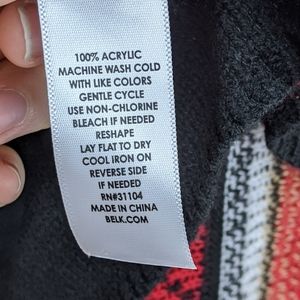 100% ACRYLIC
MACHINE WASH COLD
WITH LIKE COLORS
GENTLE CYCLE
USE NON-CHLORINE
BLEACH IF NEEDED
RESHAPE
LAY FLAT TO DRY
COOL IRON ON
REVERSE SIDE
IF NEEDED
RN#31104
MADE IN CHINA
BELK.COM